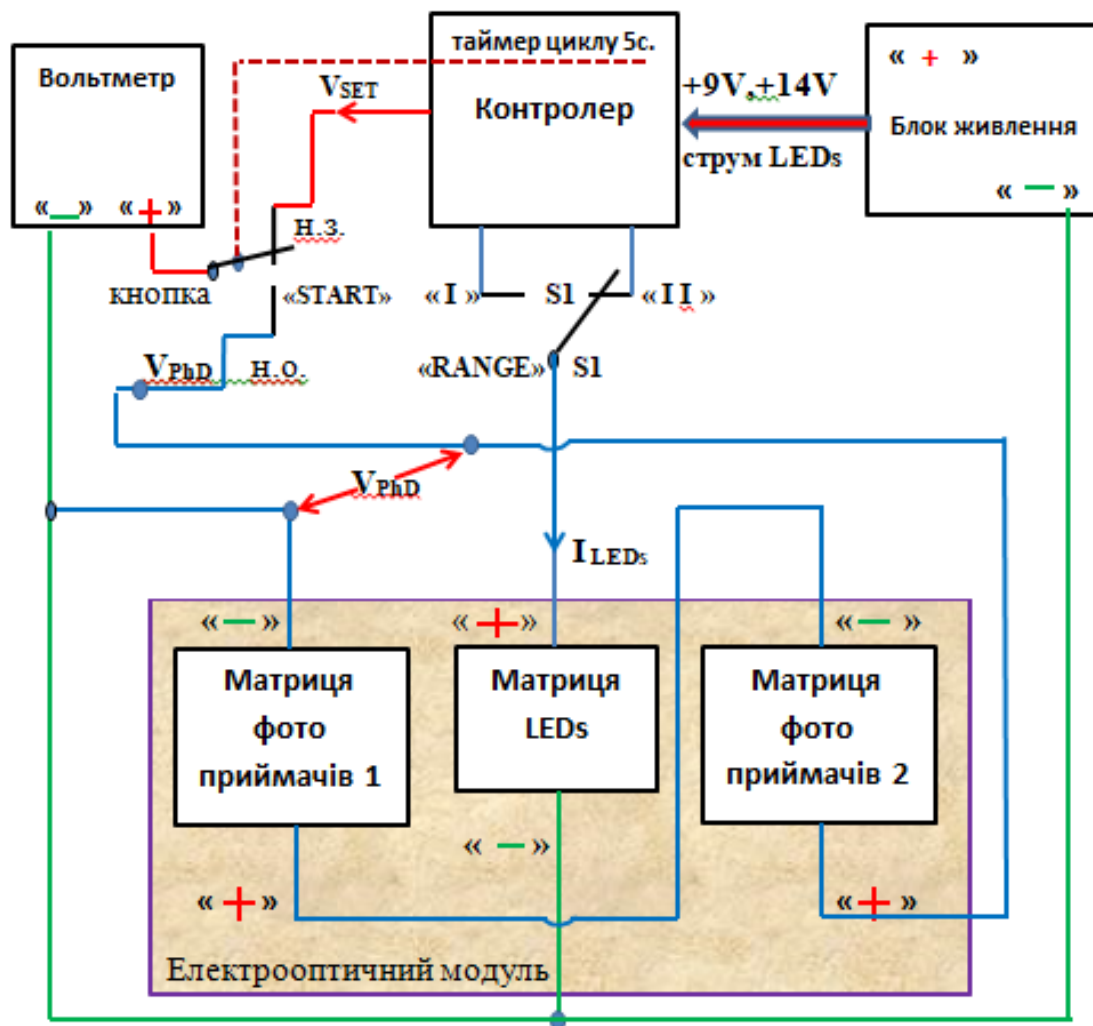 таймер циклу 5с.
Вольтметр
« + »
VSET
Контролер
+9V,+14V
Блок живлення
струм LEDs
« — »
«—» «+»
н.з.
кнопка
«START»
«I» S1 «II»
VPhD н.о.
«RANGE» S1
VPhD
I LEDs
« — » « + » « — »
Матриця
фото
приймачів 1
Матриця
LEDs
Матриця
фото
приймачів 2
« — »
« + » « + »
Електрооптичний модуль